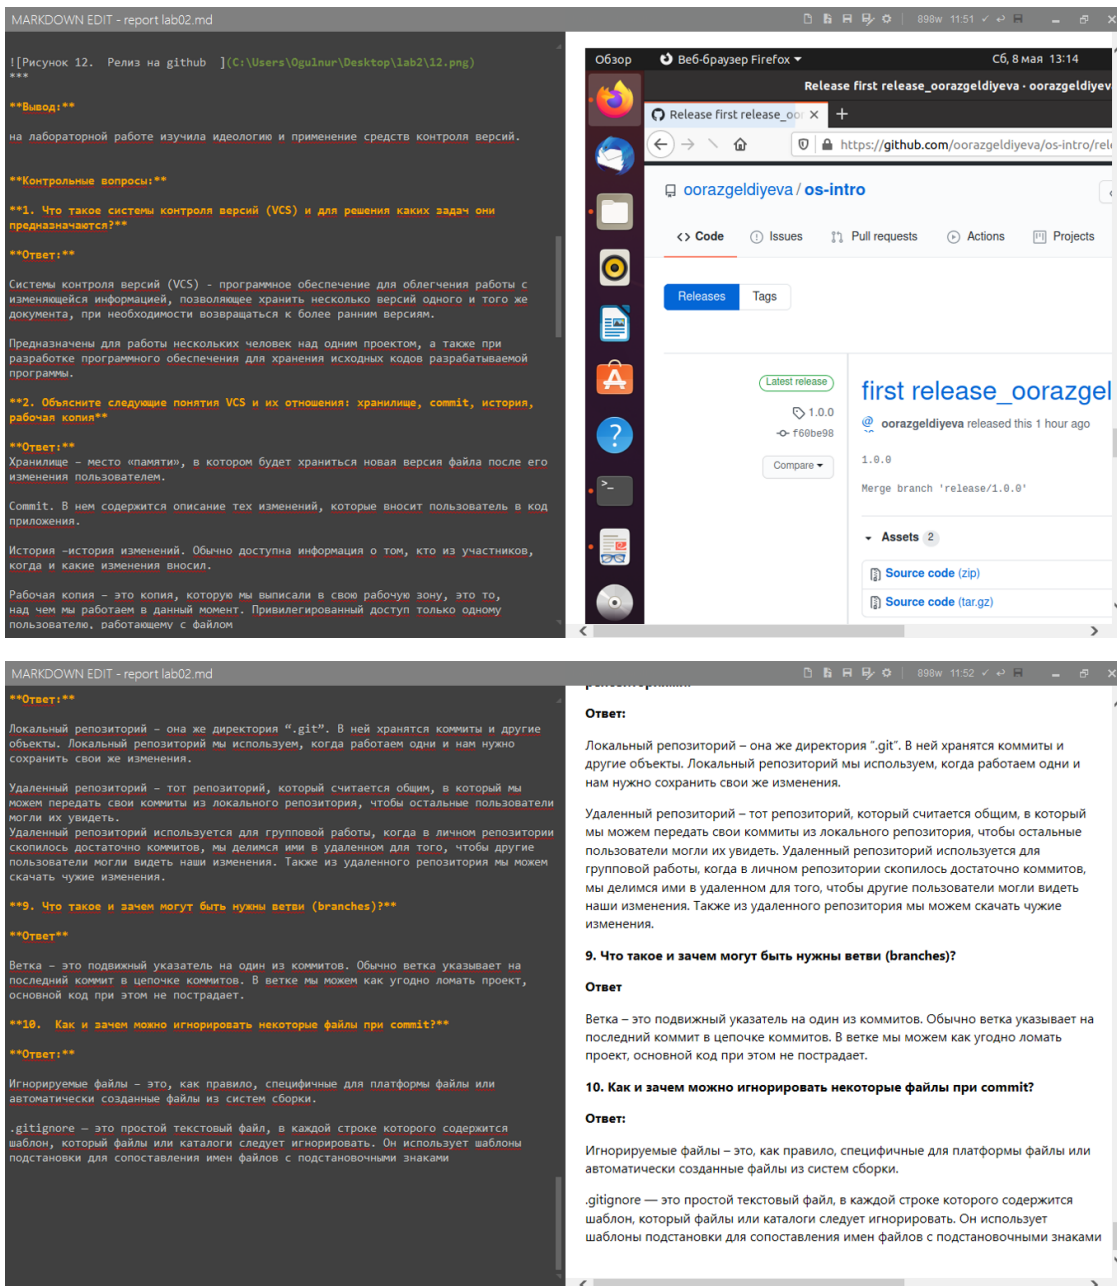 MARKDOWN EDIT - report lab02.md
898w 11:51
![Рисунок 12. Релиз на github ](C:\Users\Ogulnur\Desktop\lab2\12.png)
***
**Вывод:**
на лабораторной работе изучила идеологию и применение средств контроля версий.
**Контрольные вопросы:**
**1. Что такое системы контроля версий (VCS) и для решения каких задач они
предназначаются?**
**Ответ:**
Системы контроля версий (VCS) - программное обеспечение для облегчения работы с
изменяющейся информацией, позволяющее хранить несколько версий одного и того же
документа, при необходимости возвращаться к более ранним версиям.
Предназначены для работы нескольких человек над одним проектом, а также при
разработке программного обеспечения для хранения исходных кодов разрабатываемой
программы.
**2. Объясните следующие понятия VCS и их отношения: хранилище, commit, история,
рабочая копия**
**Ответ:**
Хранилище – место «памяти», в котором будет храниться новая версия файла после его
изменения пользователем.
Commit. В нем содержится описание тех изменений, которые вносит пользователь в код
приложения.
История –история изменений. Обычно доступна информация о том, кто из участников,
когда и какие изменения вносил.
Рабочая копия – это копия, которую мы выписали в свою рабочую зону, это то,
над чем мы работаем в данный момент. Привилегированный доступ только одному
пользователю, работающему с файлом
Обзор
Веб-браузер Firefox
Сб, 8 мая 13:14
Release first release_oorazgeldiyeva · oorazgeldiyev
Release first release_oor
https://github.com/oorazgeldiyeva/os-intro/rel
oorazgeldiyeva / os-intro
Code
Issues
Pull requests
Actions
Projects
Releases
Tags
Latest release
1.0.0
f60be98
Compare
first release_oorazgel
oorazgeldiyeva released this 1 hour ago
1.0.0
Merge branch 'release/1.0.0'
Assets 2
Source code (zip)
Source code (tar.gz)
MARKDOWN EDIT - report lab02.md
898w 11:52
**Ответ:**
Локальный репозиторий – она же директория “.git”. В ней хранятся коммиты и другие
объекты. Локальный репозиторий мы используем, когда работаем одни и нам нужно
сохранить свои же изменения.
Удаленный репозиторий – тот репозиторий, который считается общим, в который мы
можем передать свои коммиты из локального репозитория, чтобы остальные пользователи
могли их увидеть.
Удаленный репозиторий используется для групповой работы, когда в личном репозитории
скопилось достаточно коммитов, мы делимся ими в удаленном для того, чтобы другие
пользователи могли видеть наши изменения. Также из удаленного репозитория мы можем
скачать чужие изменения.
**9. Что такое и зачем могут быть нужны ветви (branches)?**
**Ответ**
Ветка – это подвижный указатель на один из коммитов. Обычно ветка указывает на
последний коммит в цепочке коммитов. В ветке мы можем как угодно ломать проект,
основной код при этом не пострадает.
**10. Как и зачем можно игнорировать некоторые файлы при commit?**
**Ответ:**
Игнорируемые файлы – это, как правило, специфичные для платформы файлы или
автоматически созданные файлы из систем сборки.
.gitignore — это простой текстовый файл, в каждой строке которого содержится
шаблон, который файлы или каталоги следует игнорировать. Он использует шаблоны
подстановки для сопоставления имен файлов с подстановочными знаками
Ответ:
Локальный репозиторий – она же директория “.git”. В ней хранятся коммиты и
другие объекты. Локальный репозиторий мы используем, когда работаем одни и
нам нужно сохранить свои же изменения.
Удаленный репозиторий – тот репозиторий, который считается общим, в который
мы можем передать свои коммиты из локального репозитория, чтобы остальные
пользователи могли их увидеть. Удаленный репозиторий используется для
групповой работы, когда в личном репозитории скопилось достаточно коммитов,
мы делимся ими в удаленном для того, чтобы другие пользователи могли видеть
наши изменения. Также из удаленного репозитория мы можем скачать чужие
изменения.
9. Что такое и зачем могут быть нужны ветви (branches)?
Ответ
Ветка – это подвижный указатель на один из коммитов. Обычно ветка указывает на
последний коммит в цепочке коммитов. В ветке мы можем как угодно ломать
проект, основной код при этом не пострадает.
10. Как и зачем можно игнорировать некоторые файлы при commit?
Ответ:
Игнорируемые файлы – это, как правило, специфичные для платформы файлы или
автоматически созданные файлы из систем сборки.
.gitignore — это простой текстовый файл, в каждой строке которого содержится
шаблон, который файлы или каталоги следует игнорировать. Он использует
шаблоны подстановки для сопоставления имен файлов с подстановочными знаками